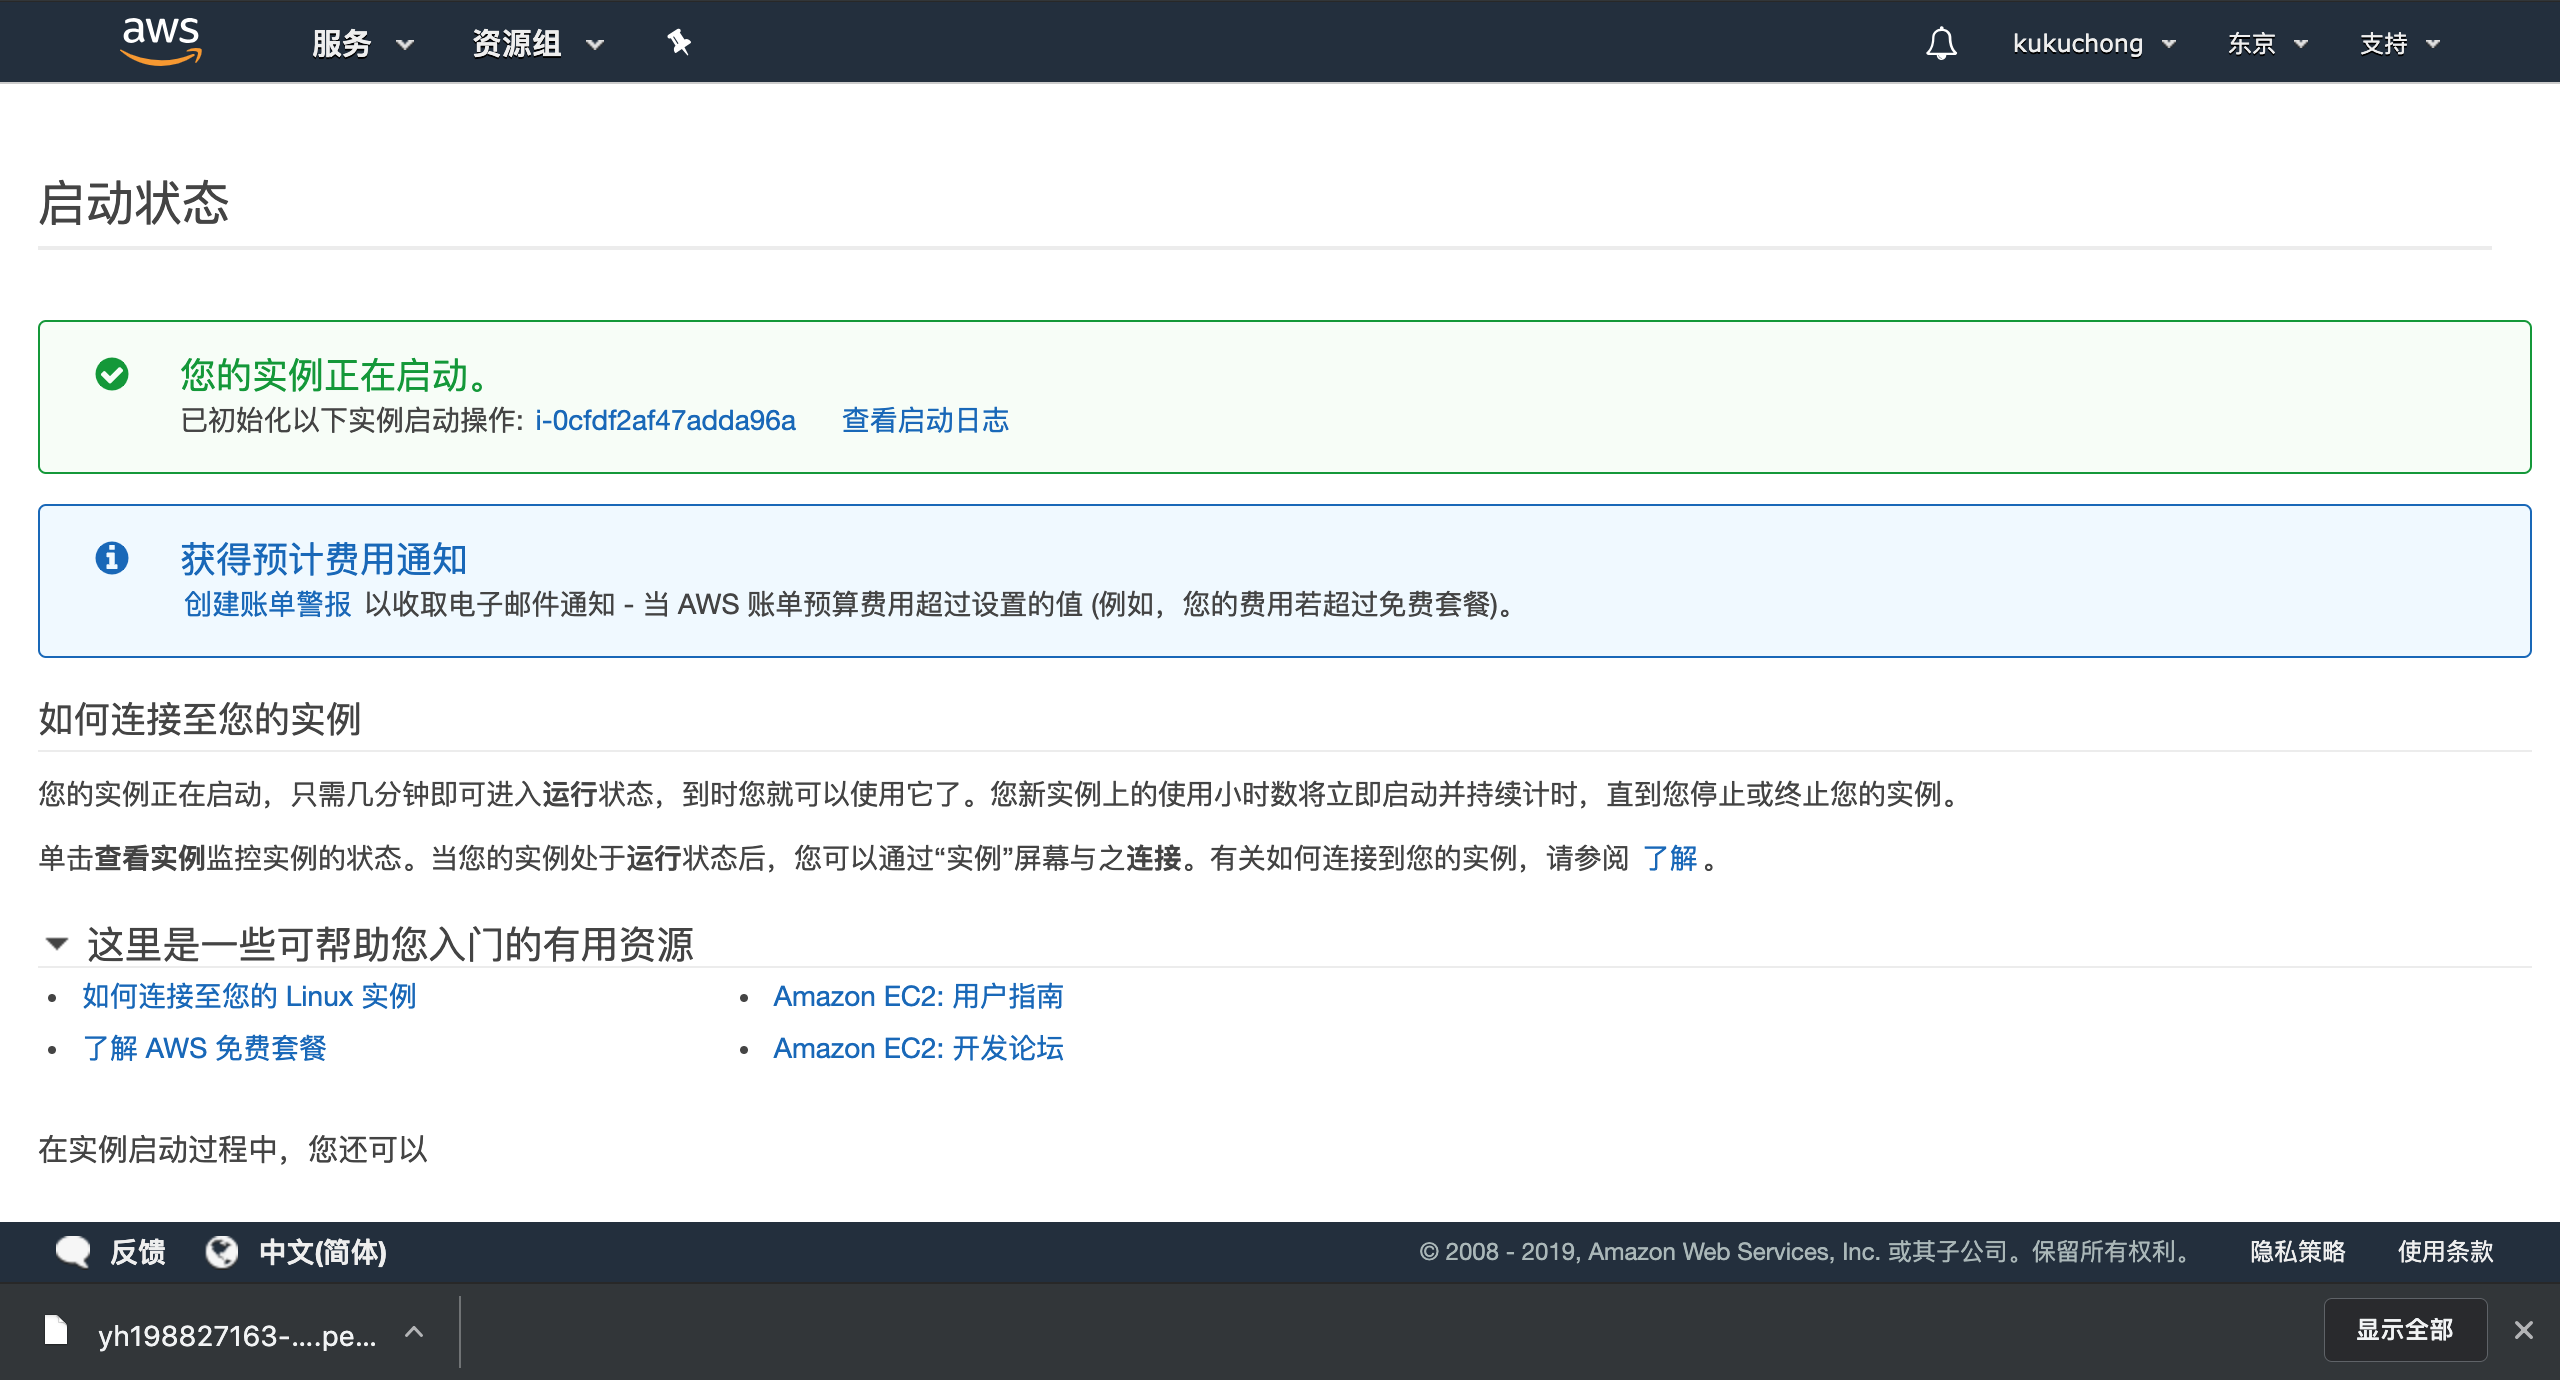 aws 服务 资源组 kukuchong 东京 支持
启动状态
您的实例正在启动。
已初始化以下实例启动操作: i-0cfdf2af47adda96a 查看启动日志
获得预计费用通知
创建账单警报 以收取电子邮件通知 - 当 AWS 账单预算费用超过设置的值 (例如，您的费用若超过免费套餐)。
如何连接至您的实例
您的实例正在启动，只需几分钟即可进入运行状态，到时您就可以使用它了。您新实例上的使用小时数将立即启动并持续计时，直到您停止或终止您的实例。
单击查看实例监控实例的状态。当您的实例处于运行状态后，您可以通过“实例”屏幕与之连接。有关如何连接到您的实例，请参阅 了解 。
这里是一些可帮助您入门的有用资源
• 如何连接至您的 Linux 实例
• 了解 AWS 免费套餐
• Amazon EC2: 用户指南
• Amazon EC2: 开发论坛
在实例启动过程中，您还可以
反馈 中文(简体) © 2008 - 2019, Amazon Web Services, Inc. 或其子公司。保留所有权利。 隐私策略 使用条款
yh198827163-....pe... 显示全部